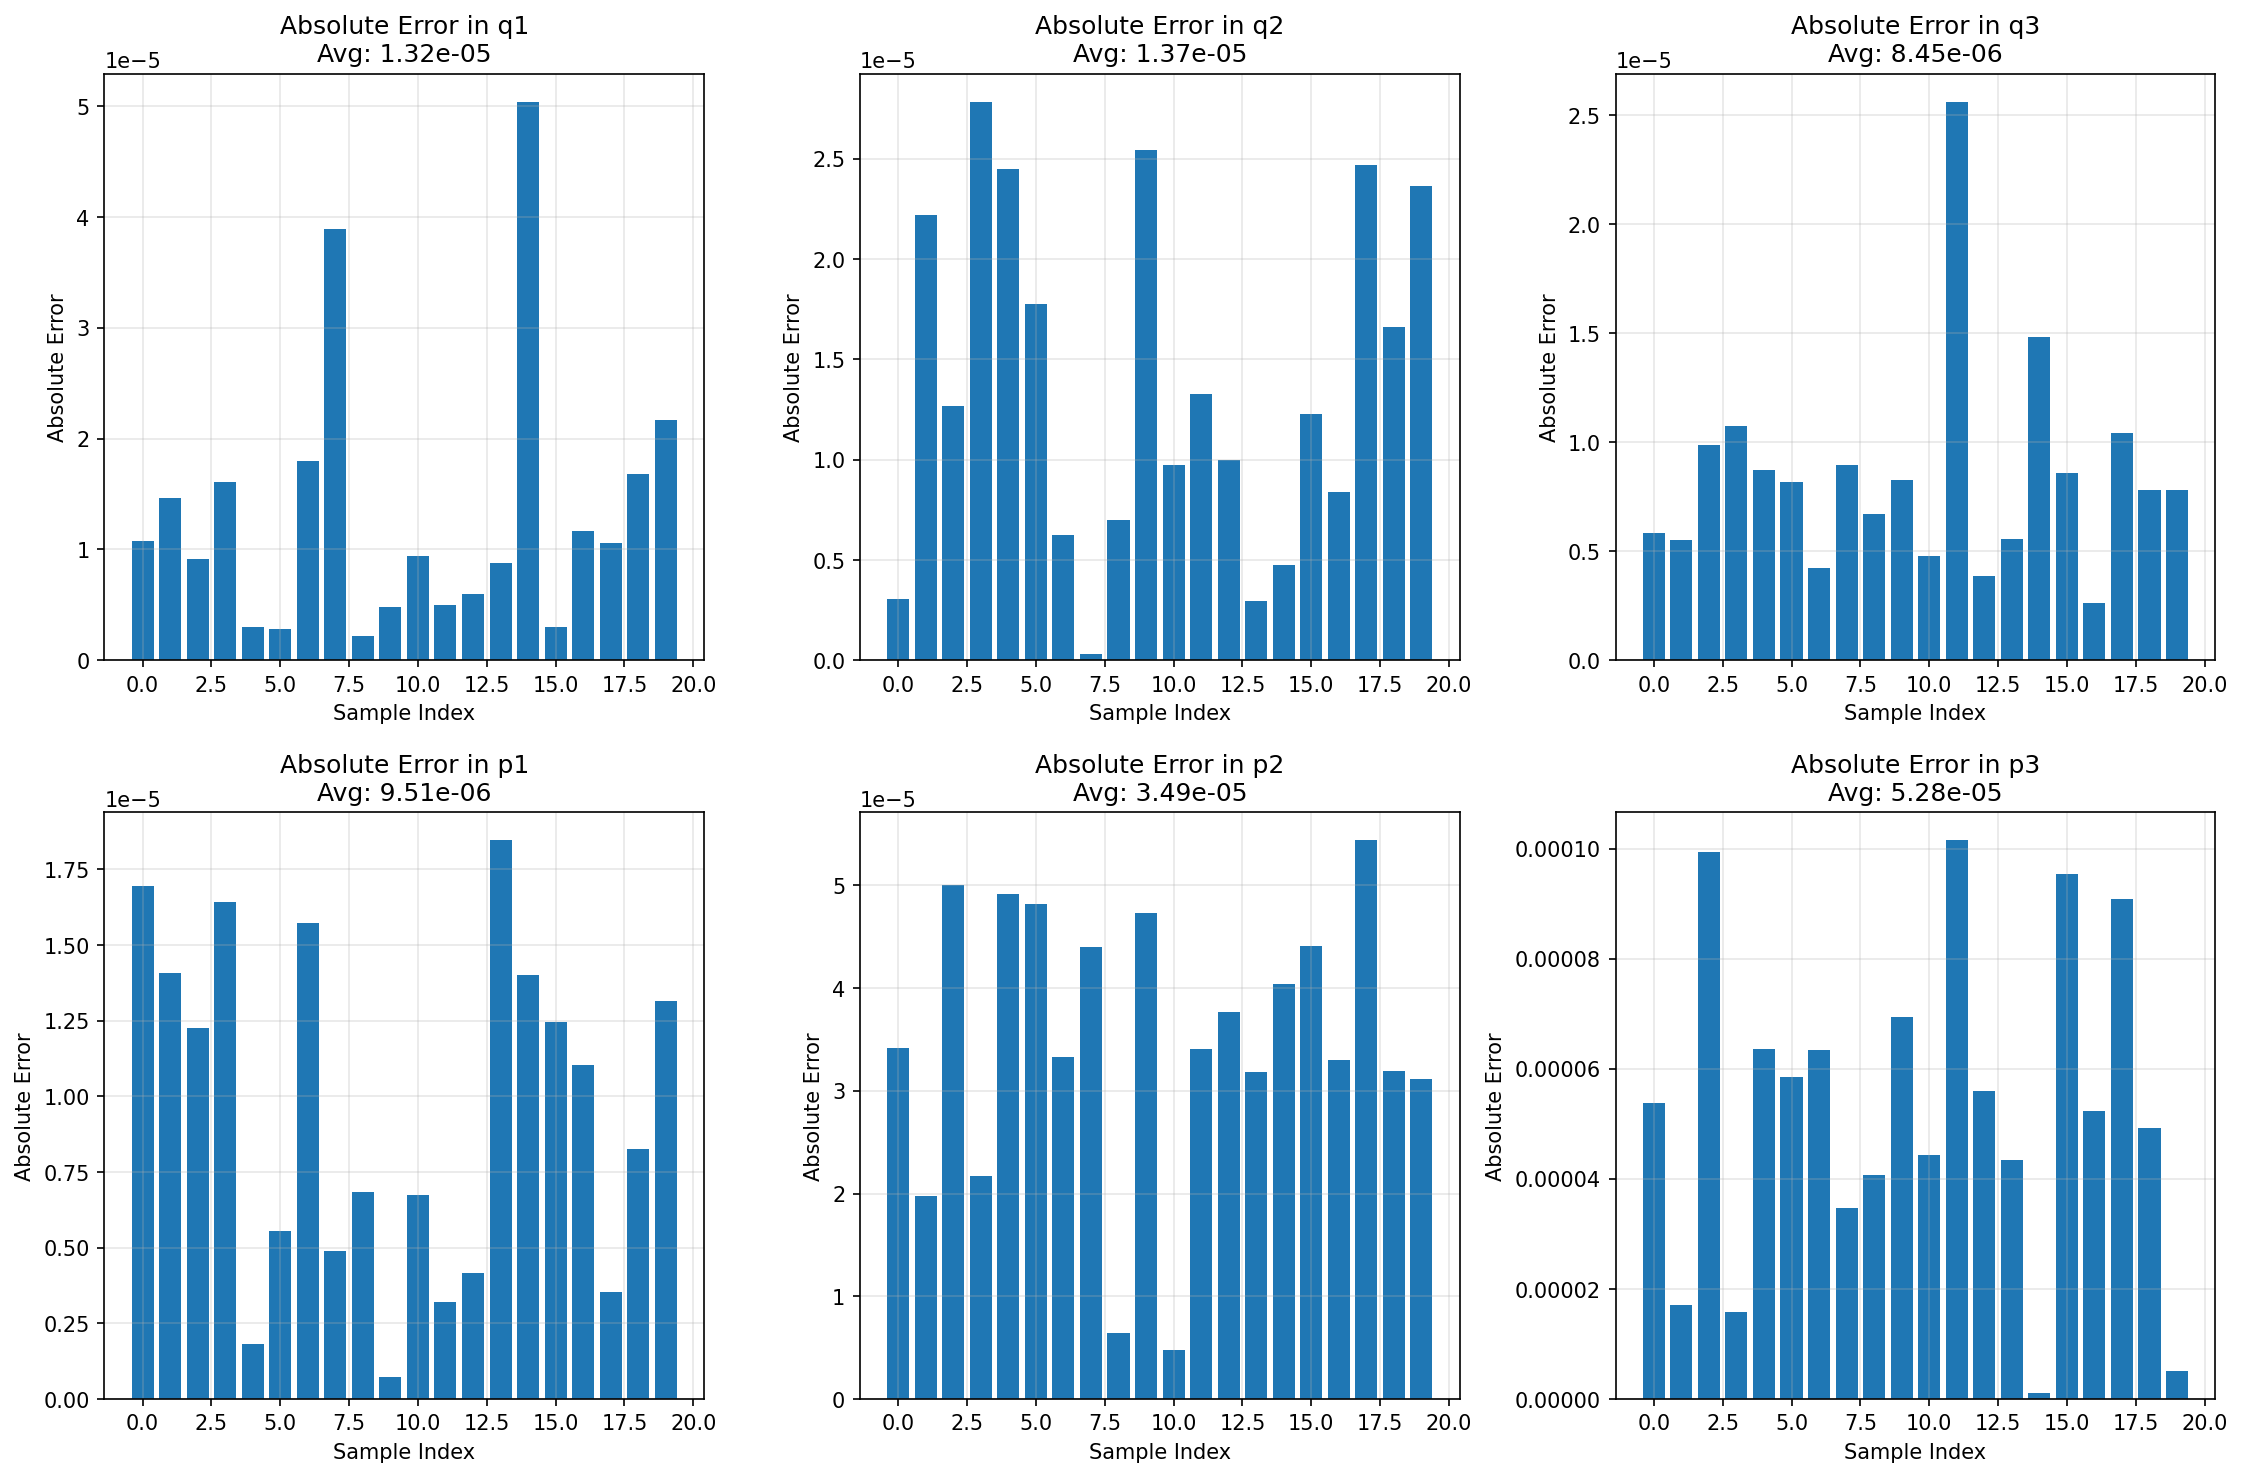 Absolute Error in q1
Avg: 1.32e-05
1e−5
5
4
3
2
1
0
Absolute Error
0.0 2.5 5.0 7.5 10.0 12.5 15.0 17.5 20.0
Sample Index
Absolute Error in q2
Avg: 1.37e-05
1e−5
2.5
2.0
1.5
1.0
0.5
0.0
Absolute Error
0.0 2.5 5.0 7.5 10.0 12.5 15.0 17.5 20.0
Sample Index
Absolute Error in q3
Avg: 8.45e-06
1e−5
2.5
2.0
1.5
1.0
0.5
0.0
Absolute Error
0.0 2.5 5.0 7.5 10.0 12.5 15.0 17.5 20.0
Sample Index
Absolute Error in p1
Avg: 9.51e-06
1e−5
1.75
1.50
1.25
1.00
0.75
0.50
0.25
0.00
Absolute Error
0.0 2.5 5.0 7.5 10.0 12.5 15.0 17.5 20.0
Sample Index
Absolute Error in p2
Avg: 3.49e-05
1e−5
5
4
3
2
1
0
Absolute Error
0.0 2.5 5.0 7.5 10.0 12.5 15.0 17.5 20.0
Sample Index
Absolute Error in p3
Avg: 5.28e-05
0.00010
0.00008
0.00006
0.00004
0.00002
0.00000
Absolute Error
0.0 2.5 5.0 7.5 10.0 12.5 15.0 17.5 20.0
Sample Index